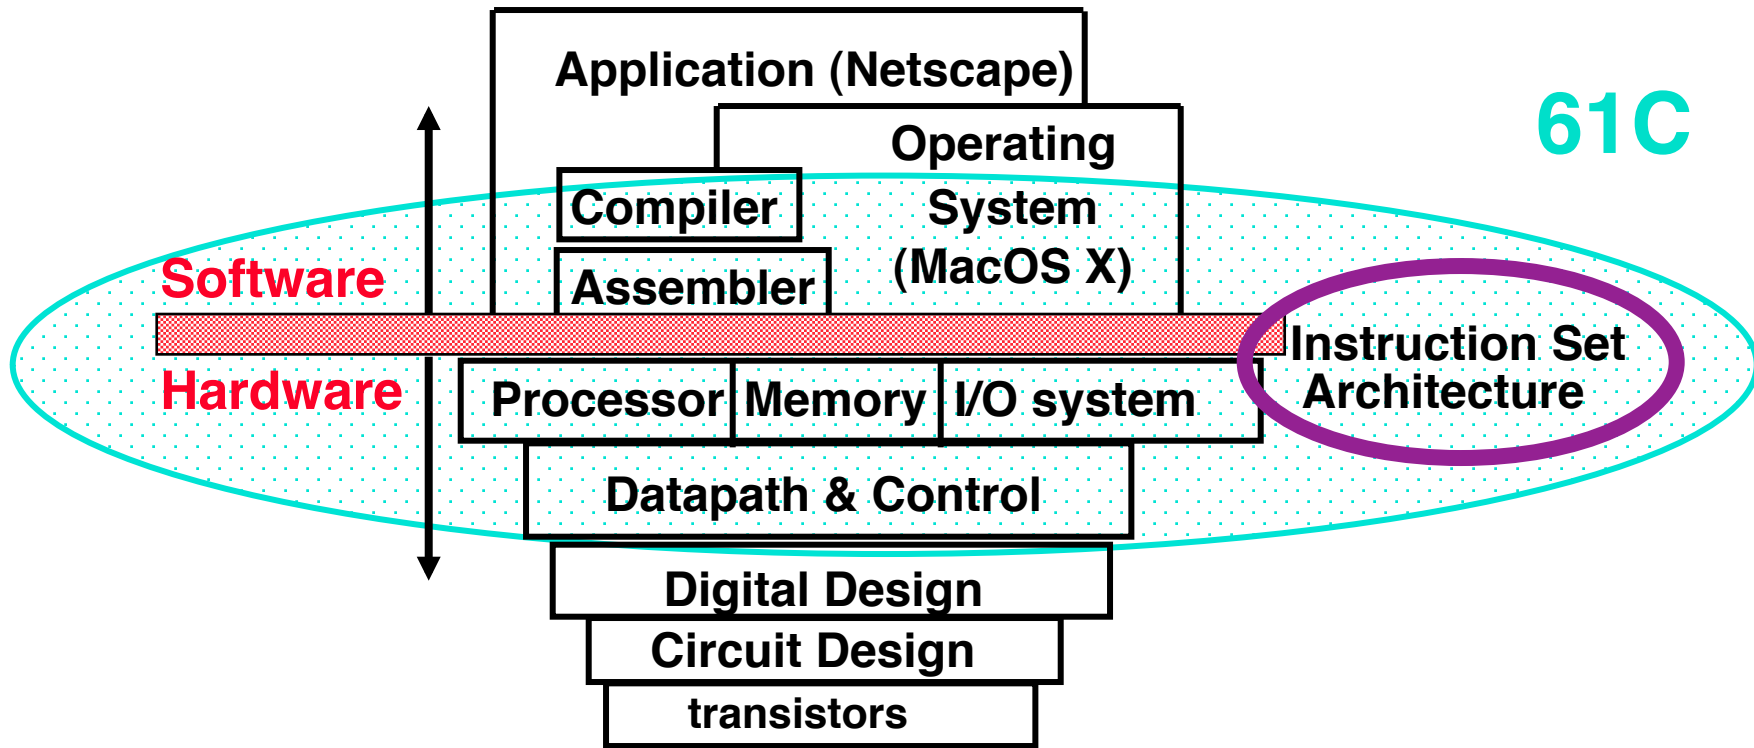 Application (Netscape)
61C
Operating
System
(MacOS X)
Compiler
Assembler
Software
Hardware
Instruction Set
Architecture
Processor
Memory
I/O system
Datapath & Control
Digital Design
Circuit Design
transistors